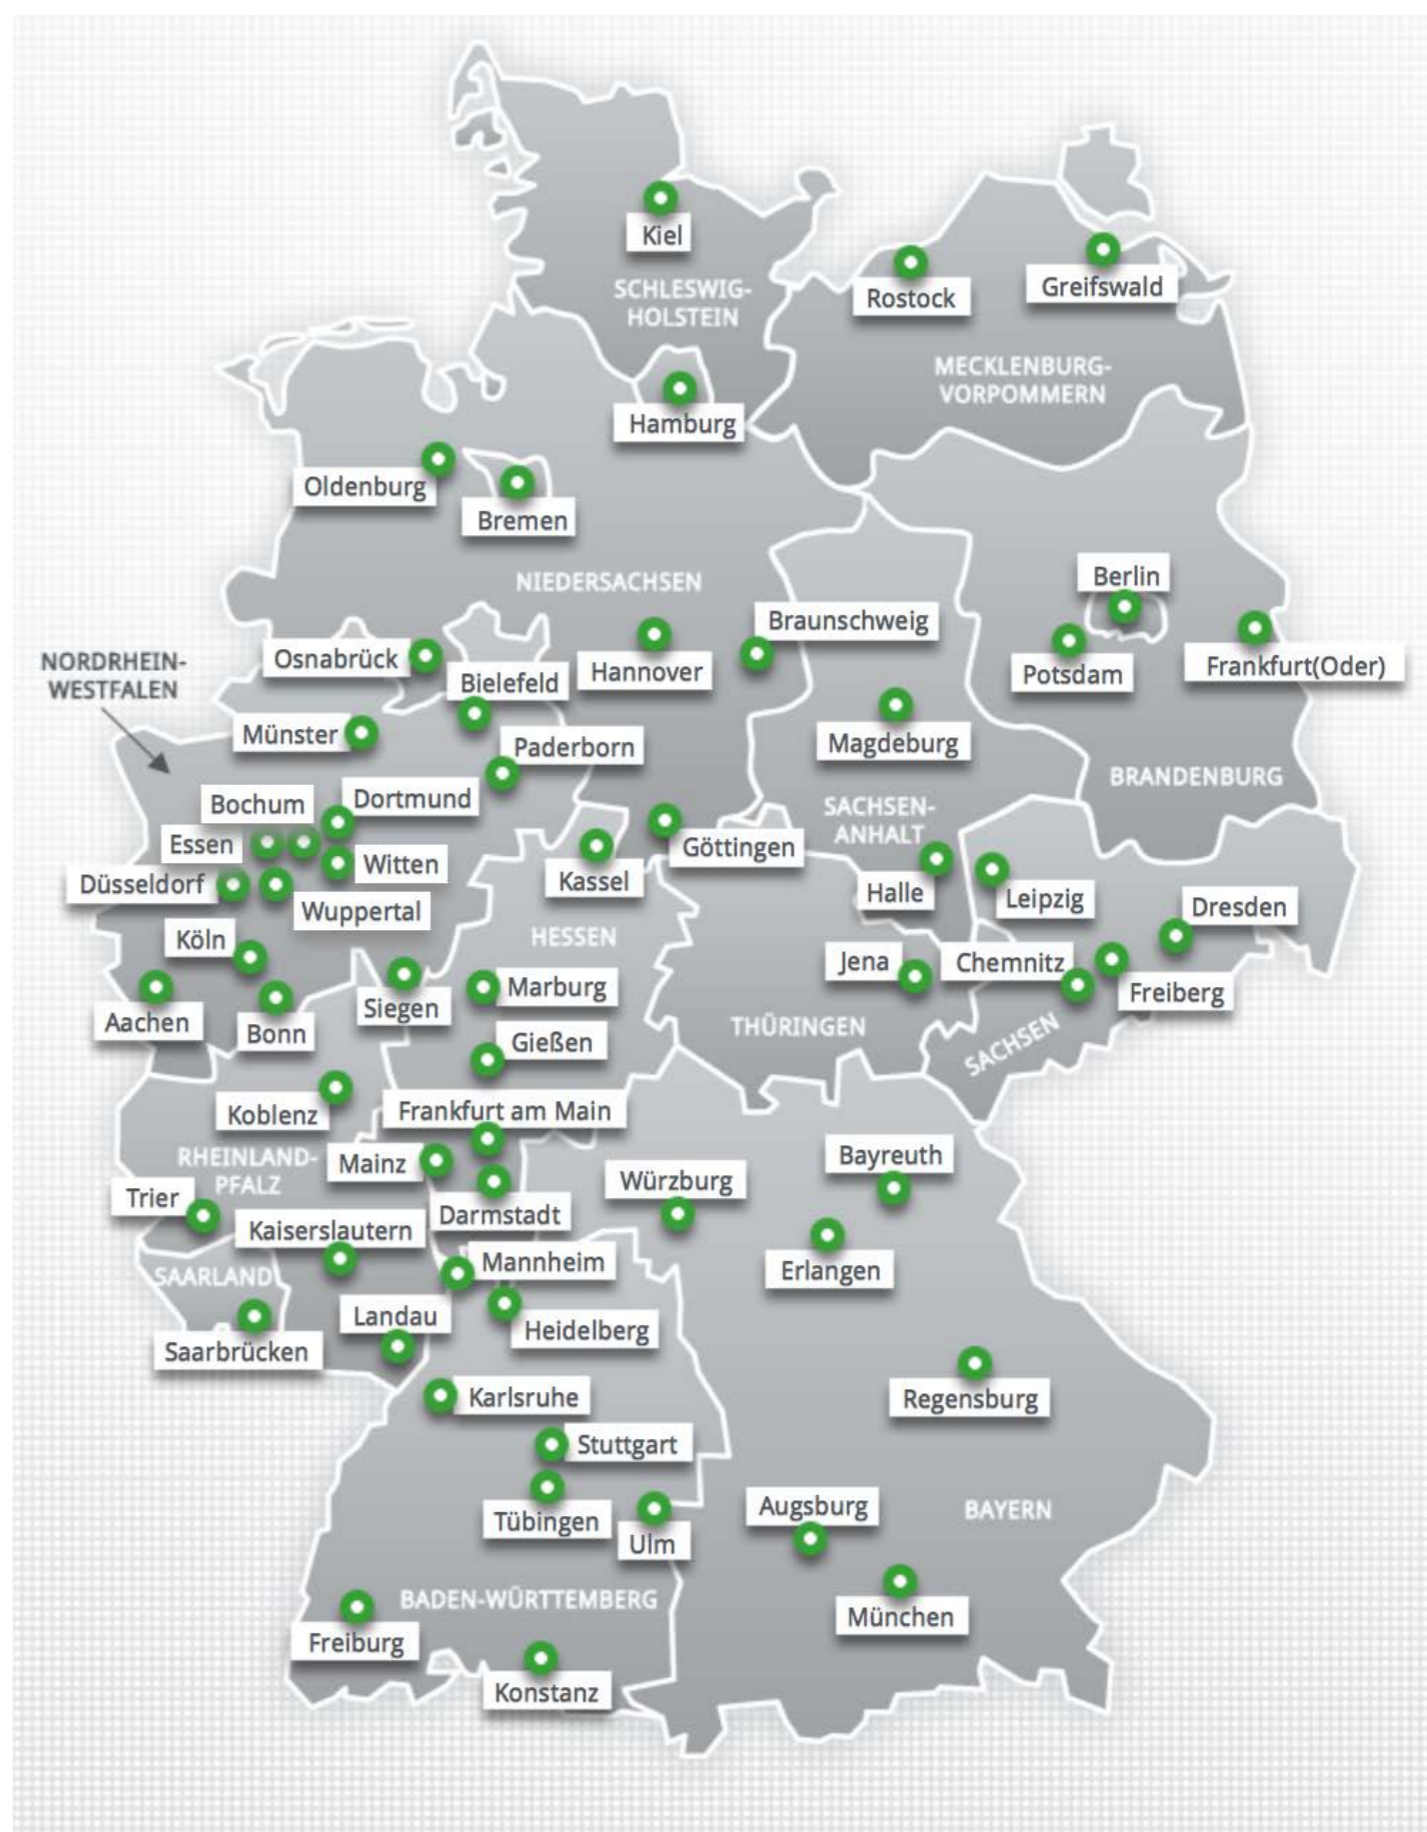 Kiel
SCHLESWIG-
HOLSTEIN
Rostock
Greifswald
MECKLENBURG-
VORPOMMERN
Hamburg
Oldenburg
Bremen
NIEDERSACHSEN
Berlin
Braunschweig
Osnabrück
Hannover
Potsdam
Frankfurt(Oder)
NORDRHEIN-
WESTFALEN
Bielefeld
Münster
Paderborn
Magdeburg
BRANDENBURG
Bochum
Dortmund
SACHSEN-
ANHALT
Essen
Witten
Göttingen
Düsseldorf
Wuppertal
Kassel
Halle
Leipzig
Dresden
Köln
HESSEN
Jena
Chemnitz
Freiberg
Aachen
Bonn
Siegen
Marburg
THÜRINGEN
SACHSEN
Gießen
Koblenz
Frankfurt am Main
RHEINLAND-
PFALZ
Mainz
Bayreuth
Trier
Würzburg
Kaiserslautern
Darmstadt
SAARLAND
Mannheim
Erlangen
Landau
Heidelberg
Saarbrücken
Karlsruhe
Regensburg
Stuttgart
Tübingen
Ulm
Augsburg
BAYERN
BADEN-WÜRTTEMBERG
München
Freiburg
Konstanz